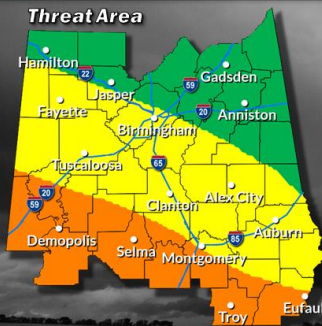 Threat Area
Hamilton
22
Jasper
Gadsden
59
Fayette
20
Anniston
Birmingham
Tuscaloosa
65
20
59
Clanton
Alex City
Demopolis
Selma
Montgomery
85
Auburn
Troy
Eufaul